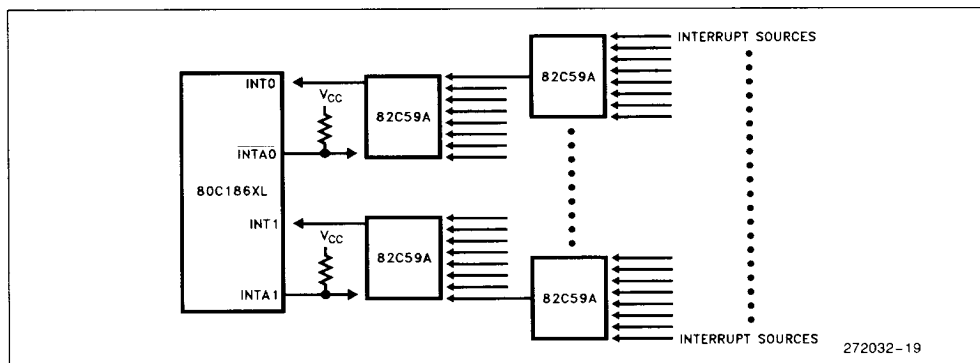 INTERRUPT SOURCES
82C59A
INT0
VCC
82C59A
INTA0
80C186XL
INT1
VCC
82C59A
INTA1
82C59A
INTERRUPT SOURCES
272032-19